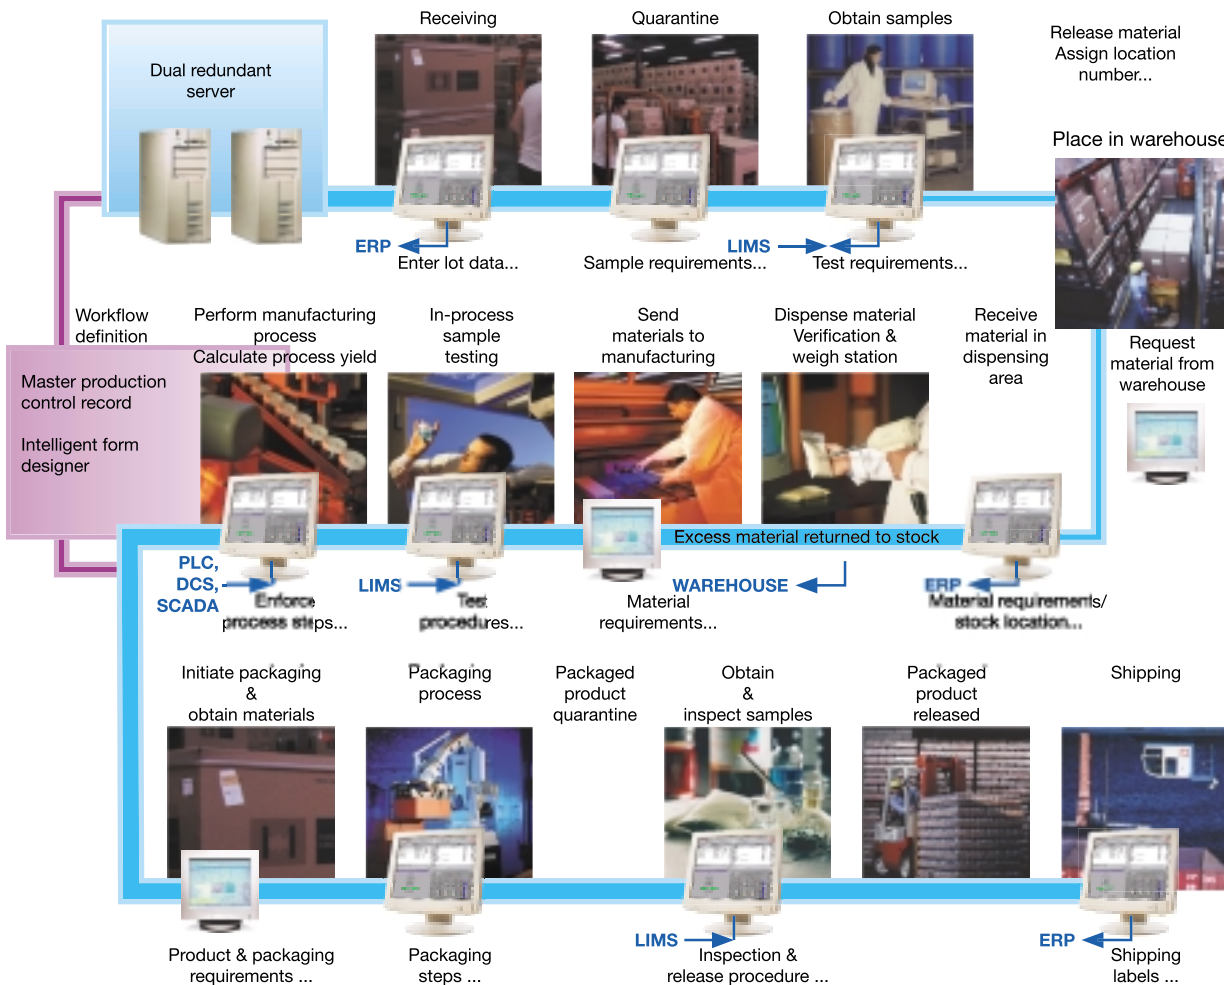 Receiving
Quarantine
Obtain samples
Release material
Assign location
number...
Dual redundant
server
Place in warehouse
ERP
Enter lot data...
Sample requirements...
LIMS
Test requirements...
Workflow
definition
Perform manufacturing
process
Calculate process yield
In-process
sample
testing
Send
materials to
manufacturing
Dispense material
Verification &
weigh station
Receive
material in
dispensing
area
Request
material from
warehouse
Master production
control record
Intelligent form
designer
Excess material returned to stock
PLC,
DCS,
SCADA
Enforce
process steps...
LIMS
Test
procedures...
Material
requirements...
WAREHOUSE
ERP
Material requirements/
stock location...
Initiate packaging
&
obtain materials
Packaging
process
Packaged
product
quarantine
Obtain
&
inspect samples
Packaged
product
released
Shipping
Product & packaging
requirements ...
Packaging
steps ...
LIMS
Inspection &
release procedure ...
ERP
Shipping
labels ...